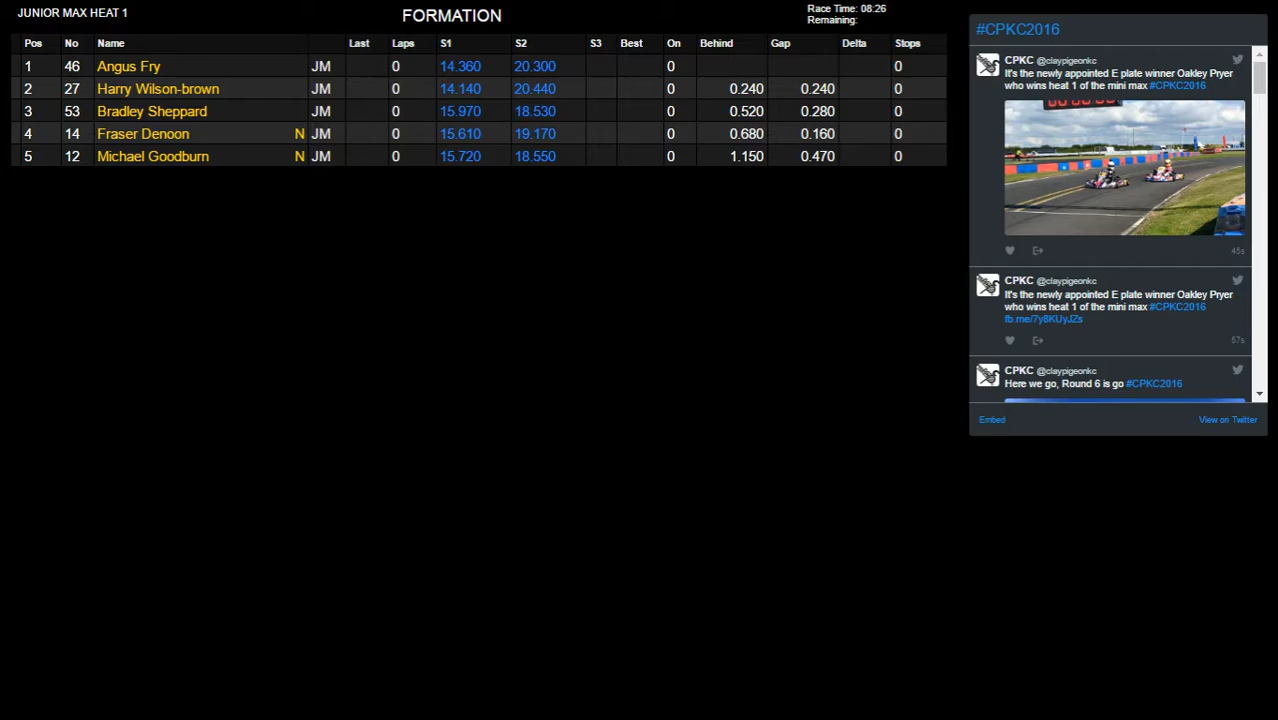 JUNIOR MAX HEAT 1
FORMATION
Race Time: 08:26
Remaining:
Pos No Name Last Laps S1 S2 S3 Best On Behind Gap Delta Stops
1 46 Angus Fry JM 0 14.360 20.300 0 0
2 27 Harry Wilson-brown JM 0 14.140 20.440 0 0.240 0.240 0
3 53 Bradley Sheppard JM 0 15.970 18.530 0 0.520 0.280 0
4 14 Fraser Denoon N JM 0 15.610 19.170 0 0.680 0.160 0
5 12 Michael Goodburn N JM 0 15.720 18.550 0 1.150 0.470 0
#CPKC2016
CPKC @claypigeonkc
It's the newly appointed E plate winner Oakley Pryer
who wins heat 1 of the mini max #CPKC2016
45s
CPKC @claypigeonkc
It's the newly appointed E plate winner Oakley Pryer
who wins heat 1 of the mini max #CPKC2016
fb.me/7y8KUyJZs
57s
CPKC @claypigeonkc
Here we go, Round 6 is go #CPKC2016
Embed
View on Twitter